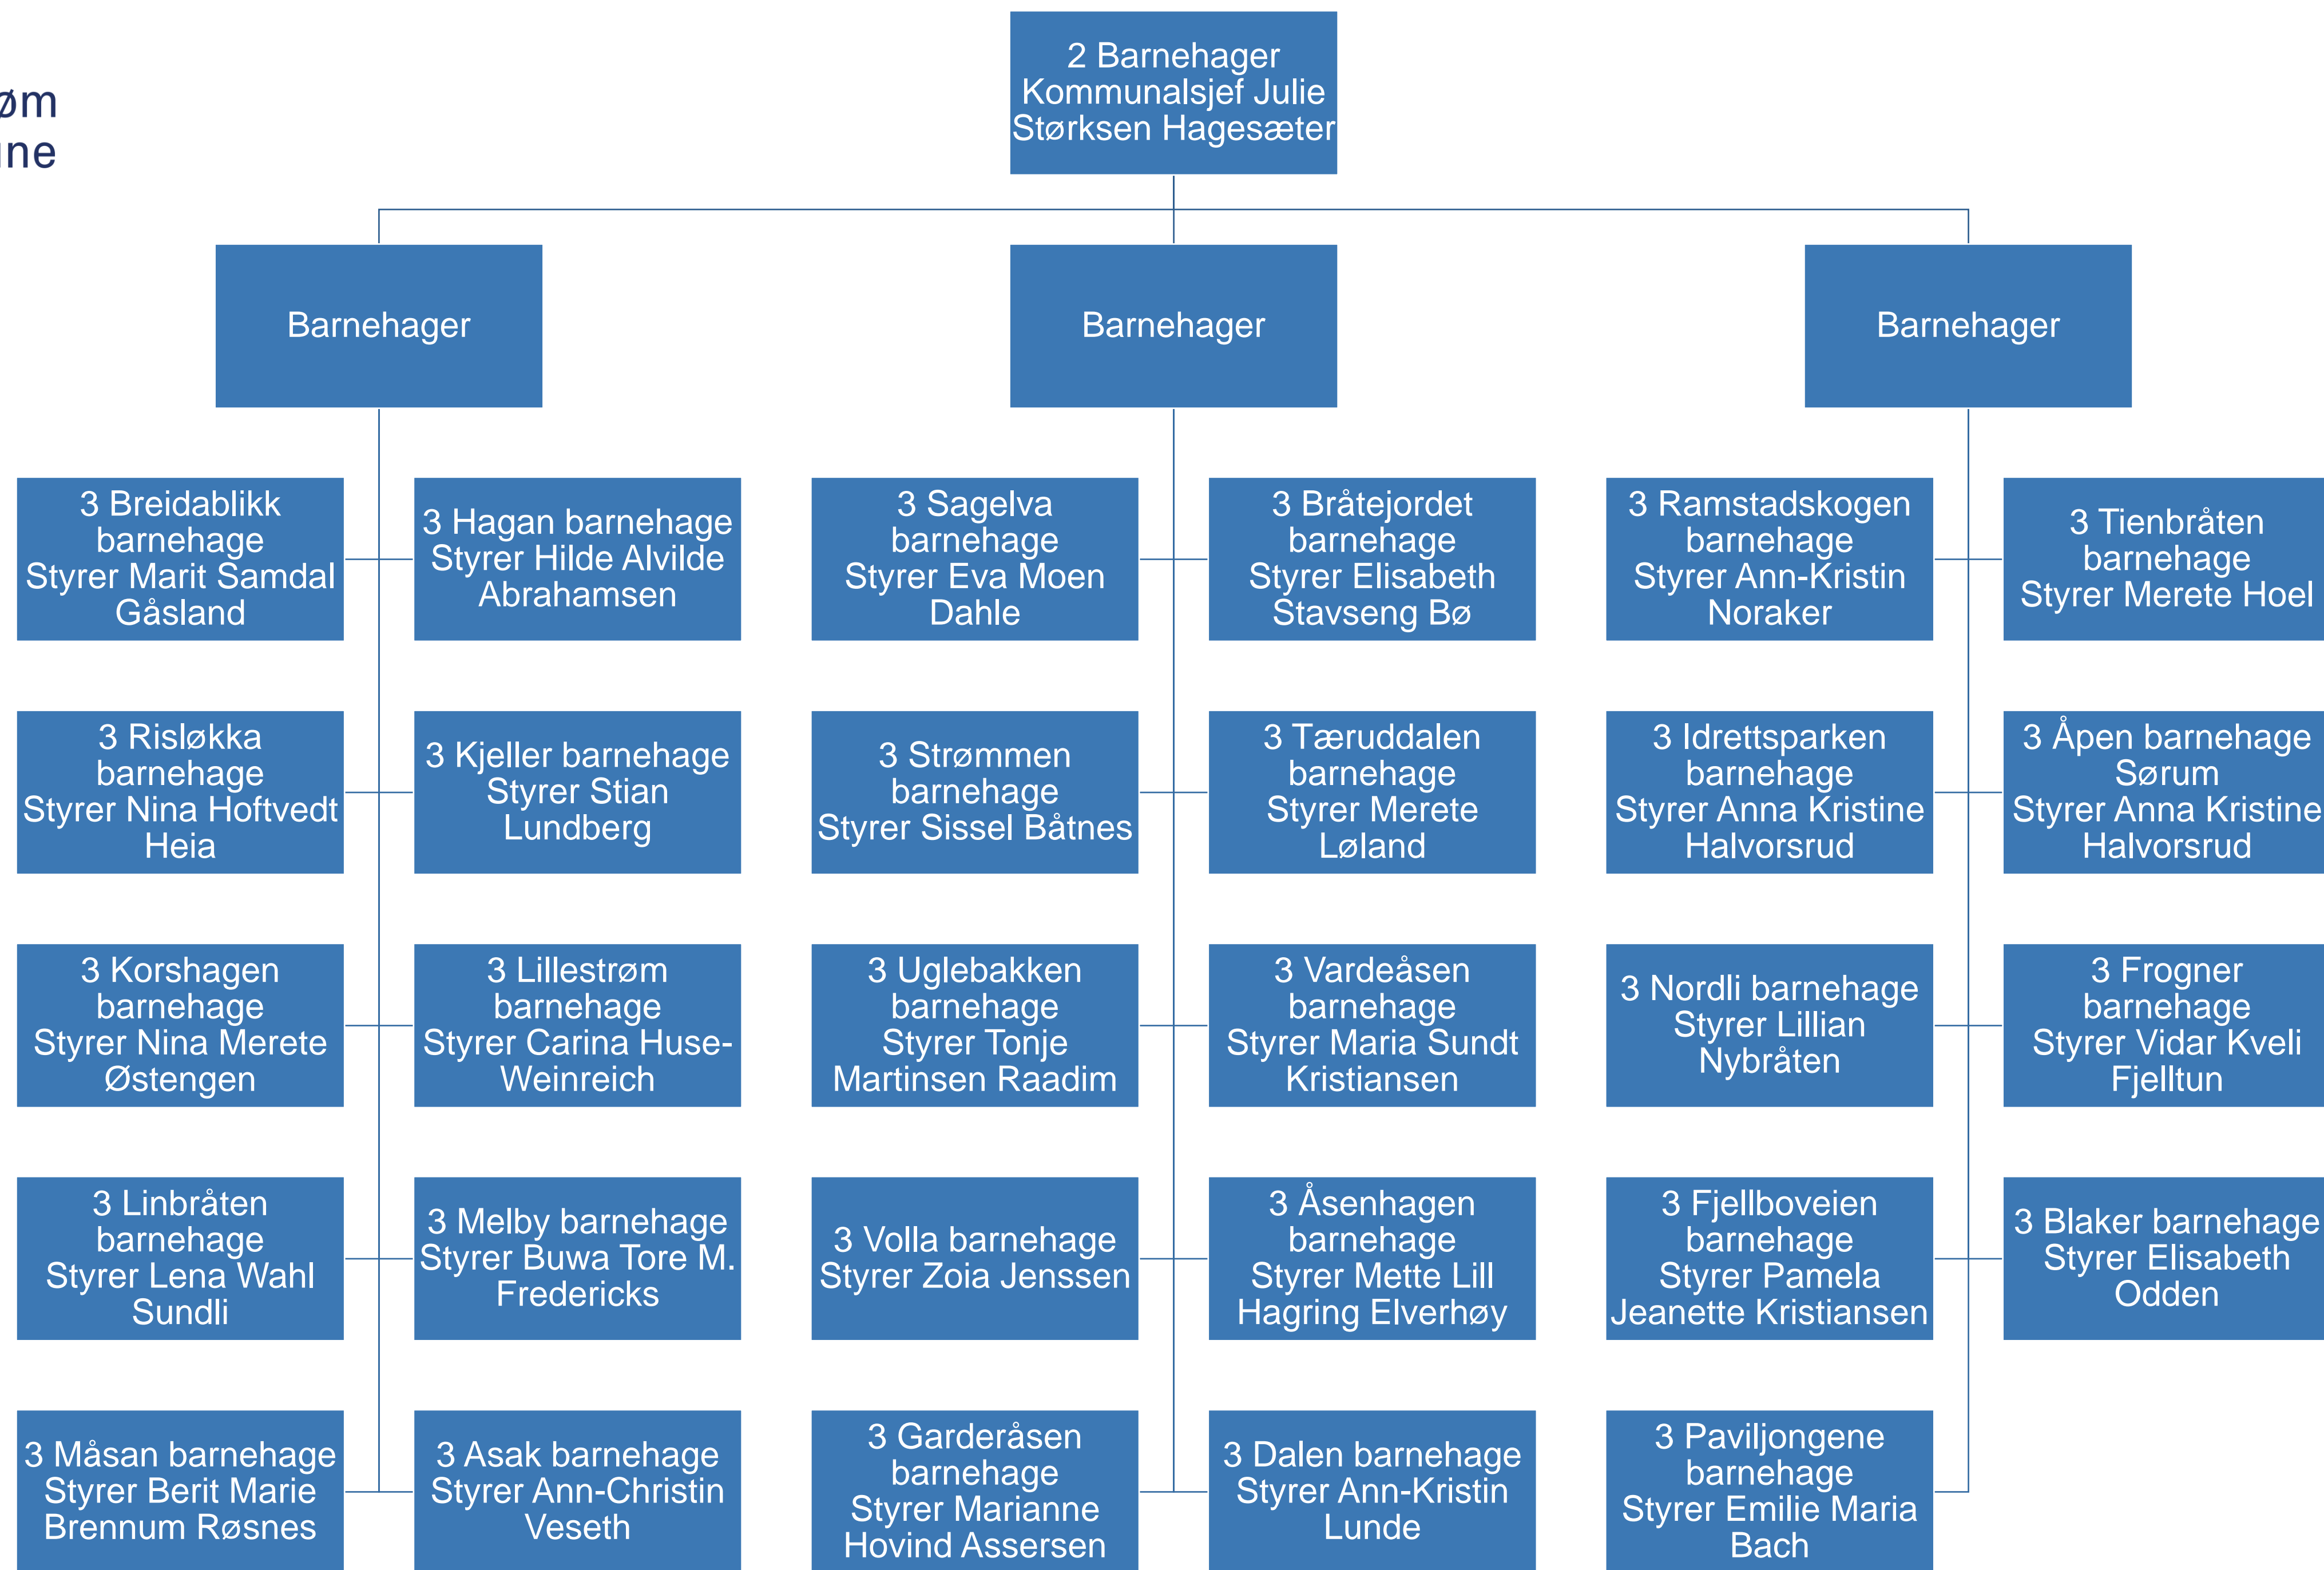 øm
une
2 Barnehager
Kommunalsjef Julie
Størksen Hagesæter
Barnehager
Barnehager
Barnehager
3 Breidablikk
barnehage
Styrer Marit Samdal
Gåsland
3 Hagan barnehage
Styrer Hilde Alvilde
Abrahamsen
3 Sagelva
barnehage
Styrer Eva Moen
Dahle
3 Bråtejordet
barnehage
Styrer Elisabeth
Stavseng Bø
3 Ramstadskogen
barnehage
Styrer Ann-Kristin
Noraker
3 Tienbråten
barnehage
Styrer Merete Hoel
3 Risløkka
barnehage
Styrer Nina Hoftvedt
Heia
3 Kjeller barnehage
Styrer Stian
Lundberg
3 Strømmen
barnehage
Styrer Sissel Båtnes
3 Tæruddalen
barnehage
Styrer Merete
Løland
3 Idrettsparken
barnehage
Styrer Anna Kristine
Halvorsrud
3 Åpen barnehage
Sørum
Styrer Anna Kristine
Halvorsrud
3 Korshagen
barnehage
Styrer Nina Merete
Østengen
3 Lillestrøm
barnehage
Styrer Carina Huse-
Weinreich
3 Uglebakken
barnehage
Styrer Tonje
Martinsen Raadim
3 Vardeåsen
barnehage
Styrer Maria Sundt
Kristiansen
3 Nordli barnehage
Styrer Lillian
Nybråten
3 Frogner
barnehage
Styrer Vidar Kveli
Fjelltun
3 Linbråten
barnehage
Styrer Lena Wahl
Sundli
3 Melby barnehage
Styrer Buwa Tore M.
Fredericks
3 Volla barnehage
Styrer Zoia Jenssen
3 Åsenhagen
barnehage
Styrer Mette Lill
Hagring Elverhøy
3 Fjellboveien
barnehage
Styrer Pamela
Jeanette Kristiansen
3 Blaker barnehage
Styrer Elisabeth
Odden
3 Måsan barnehage
Styrer Berit Marie
Brennum Røsnes
3 Asak barnehage
Styrer Ann-Christin
Veseth
3 Garderåsen
barnehage
Styrer Marianne
Hovind Assersen
3 Dalen barnehage
Styrer Ann-Kristin
Lunde
3 Paviljongene
barnehage
Styrer Emilie Maria
Bach